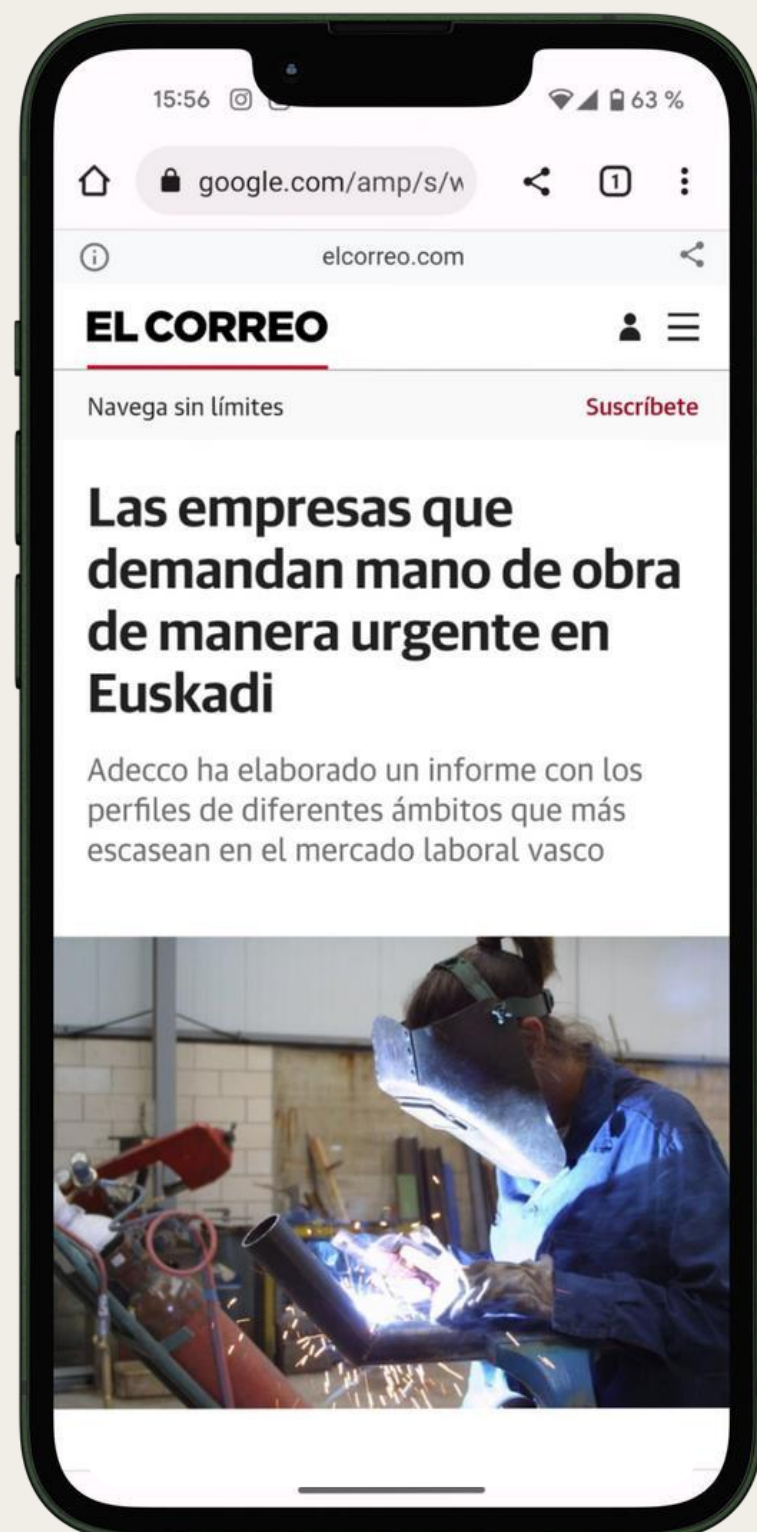 15:56
63 %
google.com/amp/s/w
1
elcorreo.com
EL CORREO
Navega sin límites
Suscríbete
Las empresas que
demandan mano de obra
de manera urgente en
Euskadi
Adecco ha elaborado un informe con los
perfiles de diferentes ámbitos que más
escasean en el mercado laboral vasco